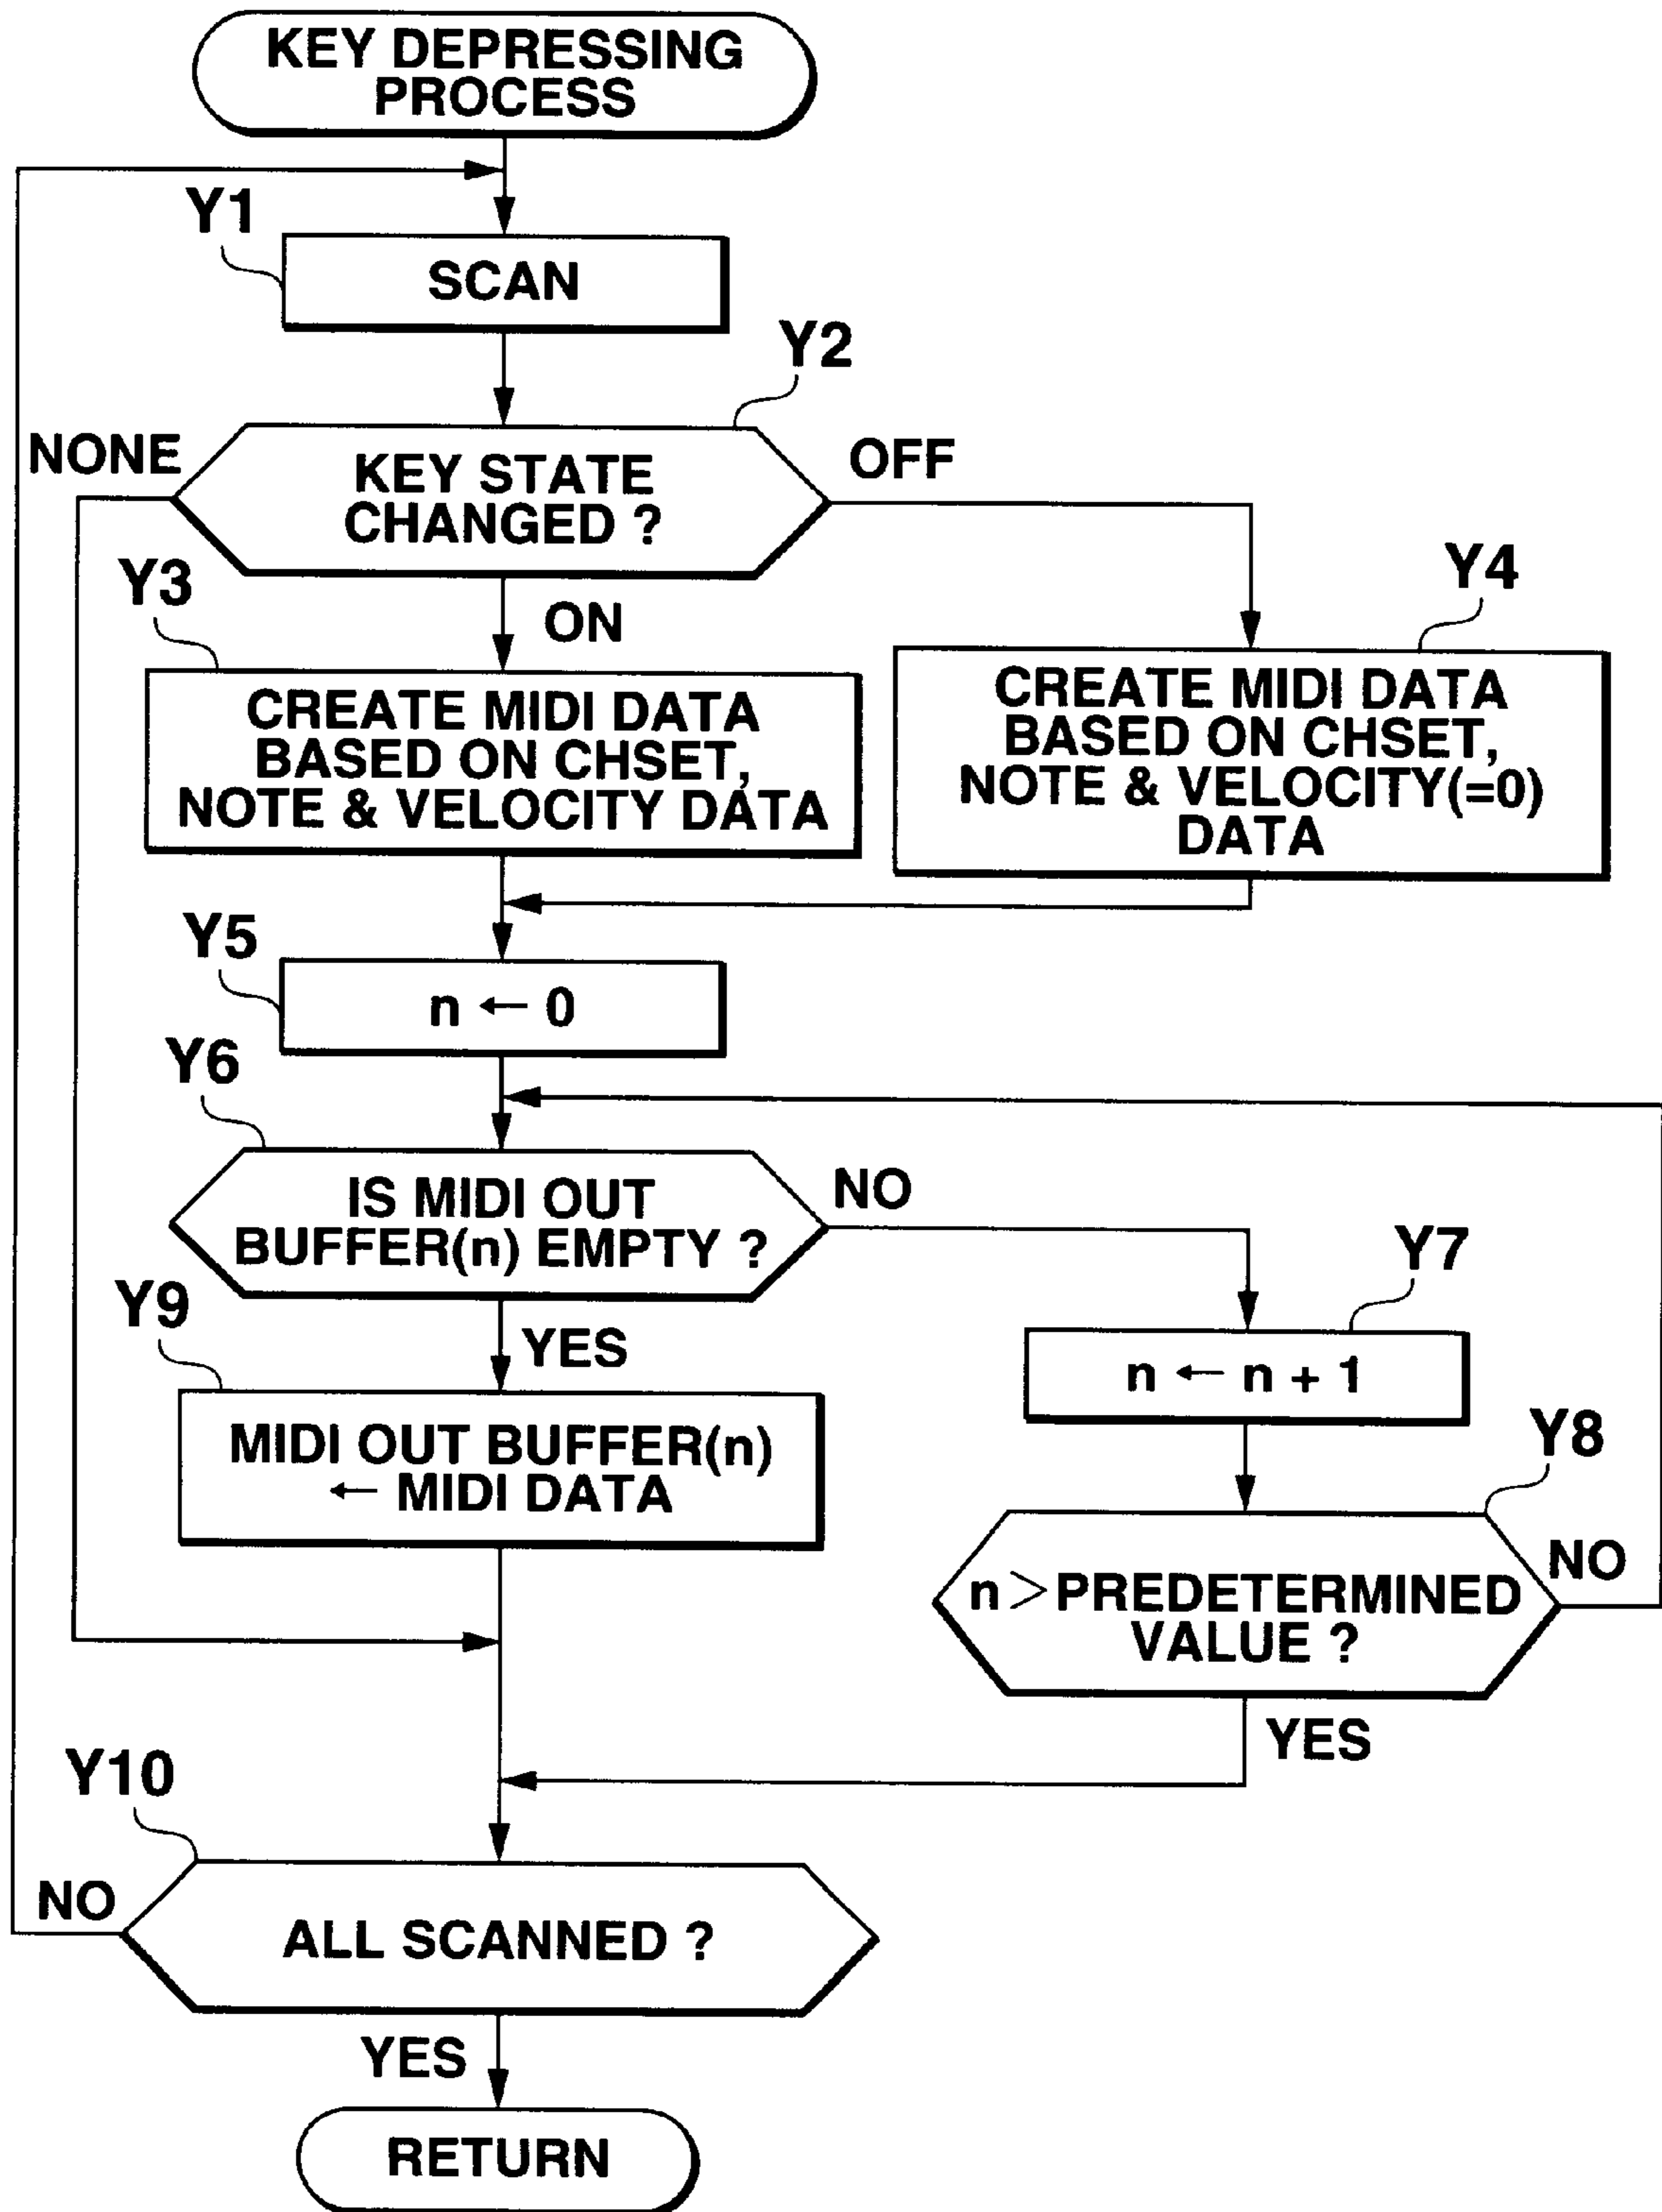 KEY DEPRESSING
PROCESS
Y1
SCAN
Y2
NONE
KEY STATE
CHANGED ?
OFF
Y3
ON
Y4
CREATE MIDI DATA
BASED ON CHSET,
NOTE & VELOCITY DATA
CREATE MIDI DATA
BASED ON CHSET,
NOTE & VELOCITY(=0)
DATA
Y5
n ← 0
Y6
IS MIDI OUT
BUFFER(n) EMPTY ?
NO
Y7
n ← n + 1
Y9
YES
MIDI OUT BUFFER(n)
← MIDI DATA
Y8
n > PREDETERMINED
VALUE ?
NO
YES
Y10
NO
ALL SCANNED ?
YES
RETURN